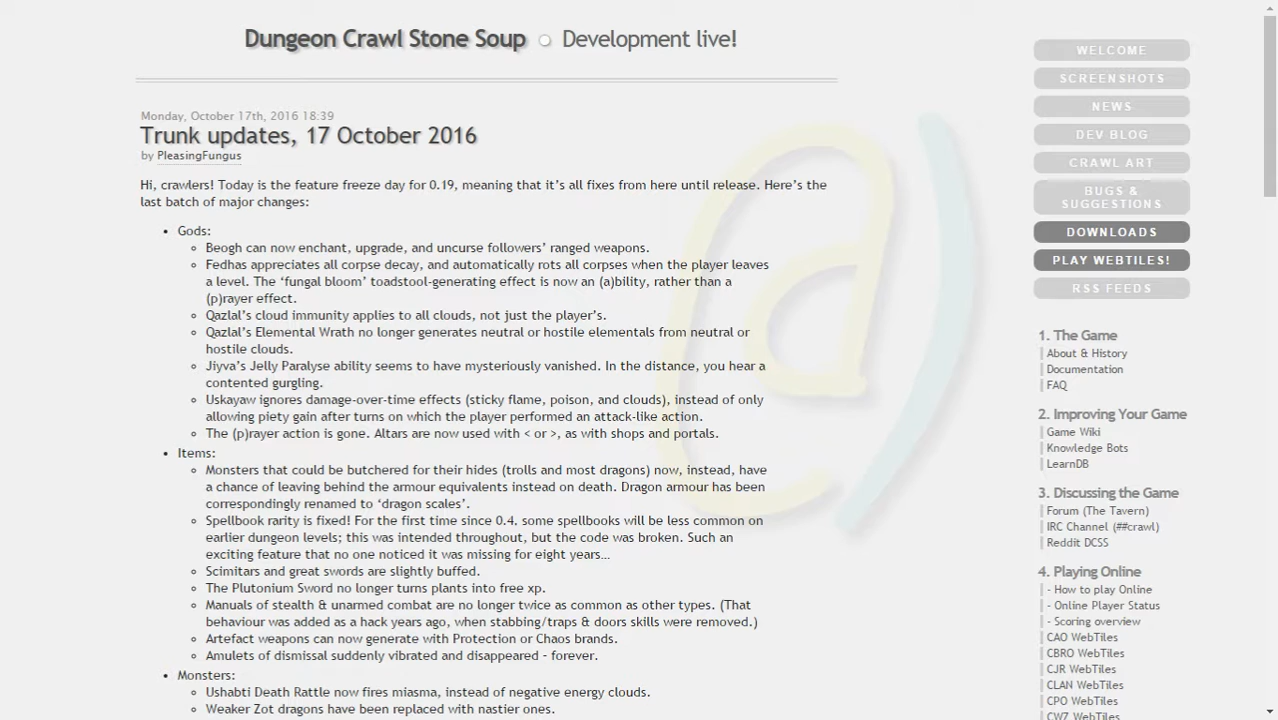 Dungeon Crawl Stone Soup Development live!
Monday, October 17th, 2016 18:39
Trunk updates, 17 October 2016
by PleasingFungus
Hi, crawlers! Today is the feature freeze day for 0.19, meaning that it's all fixes from here until release. Here's the
last batch of major changes:
Gods:
Beogh can now enchant, upgrade, and uncurse followers' ranged weapons.
Fedhas appreciates all corpse decay, and automatically rots all corpses when the player leaves
a level. The 'fungal bloom' toadstool-generating effect is now an (a)bility, rather than a
(p)rayer effect.
Qazlal's cloud immunity applies to all clouds, not just the player's.
Qazlal's Elemental Wrath no longer generates neutral or hostile elementals from neutral or
hostile clouds.
Jiyva's Jelly Paralyse ability seems to have mysteriously vanished. In the distance, you hear a
contented gurgling.
Uskayaw ignores damage-over-time effects (sticky flame, poison, and clouds), instead of only
allowing piety gain after turns on which the player performed an attack-like action.
The (p)rayer action is gone. Altars are now used with < or >, as with shops and portals.
Items:
Monsters that could be butchered for their hides (trolls and most dragons) now, instead, have
a chance of leaving behind the armour equivalents instead on death. Dragon armour has been
correspondingly renamed to 'dragon scales'.
Spellbook rarity is fixed! For the first time since 0.4. some spellbooks will be less common on
earlier dungeon levels; this was intended throughout, but the code was broken. Such an
exciting feature that no one noticed it was missing for eight years...
Scimitars and great swords are slightly buffed.
The Plutonium Sword no longer turns plants into free xp.
Manuals of stealth & unarmed combat are no longer twice as common as other types. (That
behaviour was added as a hack years ago, when stabbing/traps & doors skills were removed.)
Artefact weapons can now generate with Protection or Chaos brands.
Amulets of dismissal suddenly vibrated and disappeared – forever.
Monsters:
Ushabti Death Rattle now fires miasma, instead of negative energy clouds.
Weaker Zot dragons have been replaced with nastier ones.
WELCOME
SCREENSHOTS
NEWS
DEV BLOG
CRAWL ART
BUGS &
SUGGESTIONS
DOWNLOADS
PLAY WEBTILES!
RSS FEEDS
1. The Game
About & History
Documentation
FAQ
2. Improving Your Game
Game Wiki
Knowledge Bots
LearnDB
3. Discussing the Game
Forum (The Tavern)
IRC Channel (##crawl)
Reddit DCSS
4. Playing Online
- How to play Online
- Online Player Status
- Scoring overview
CAO WebTiles
CBRO WebTiles
CJR WebTiles
CLAN WebTiles
CPO WebTiles
CWZ WebTiles